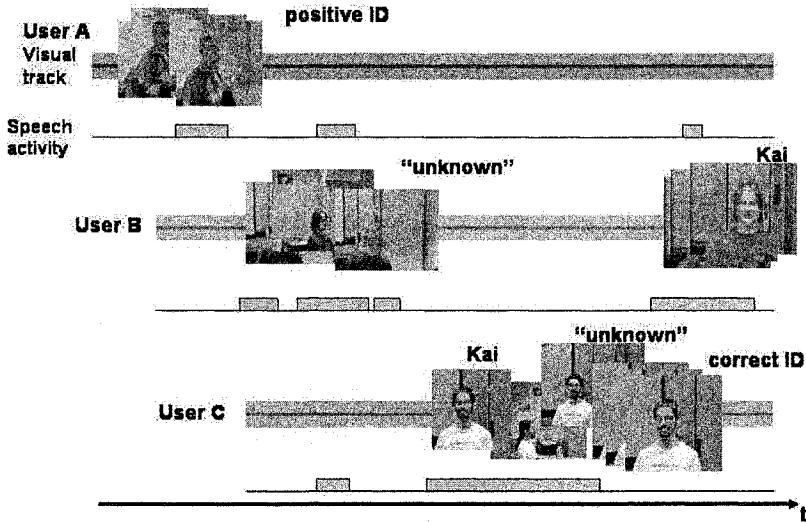 positive ID
User A
Visual
track
Speech
activity
"unknown"
Kai
User B
"unknown"
Kai
correct ID
User C
t